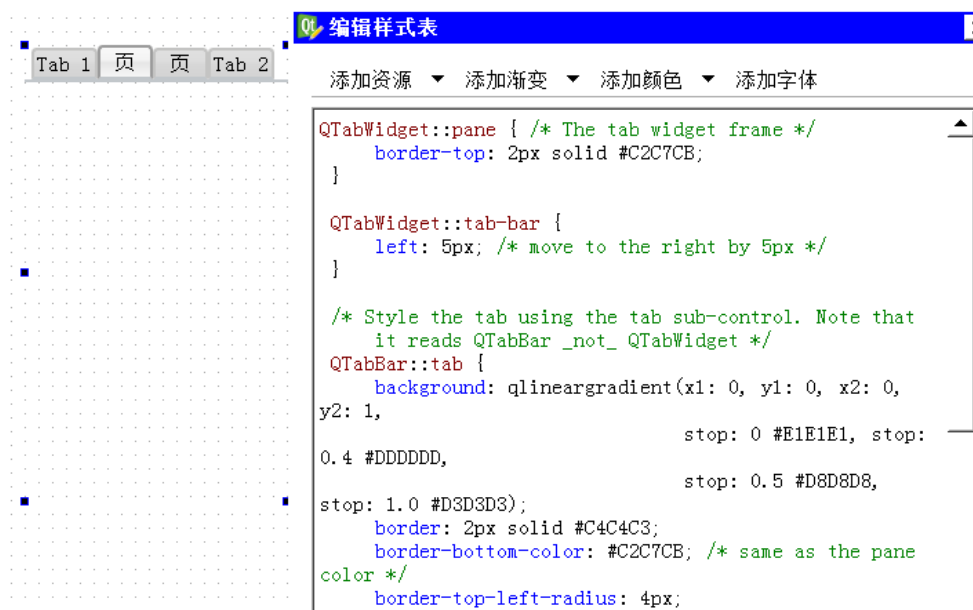 Tab 1 页 页 Tab 2
Qt 编辑样式表
添加资源 添加渐变 添加颜色 添加字体
QTabWidget::pane { /* The tab widget frame */
border-top: 2px solid #C2C7CB;
}
QTabWidget::tab-bar {
left: 5px; /* move to the right by 5px */
}
/* Style the tab using the tab sub-control. Note that
it reads QTabBar _not_ QTabWidget */
QTabBar::tab {
background: qlineargradient(x1: 0, y1: 0, x2: 0,
y2: 1,
stop: 0 #E1E1E1, stop:
0.4 #DDDDDD,
stop: 0.5 #D8D8D8,
stop: 1.0 #D3D3D3);
border: 2px solid #C4C4C3;
border-bottom-color: #C2C7CB; /* same as the pane
color */
border-top-left-radius: 4px;